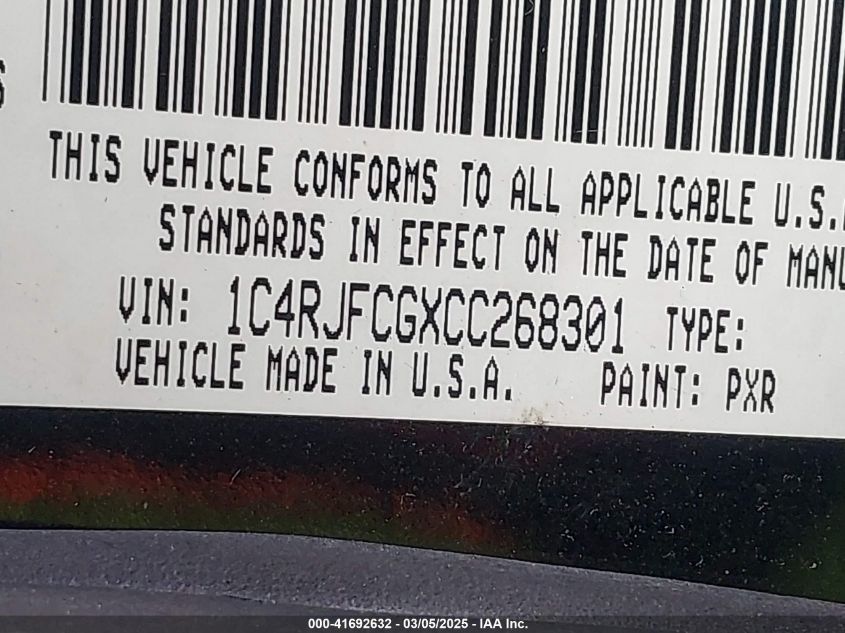 THIS VEHICLE CONFORMS TO ALL APPLICABLE U.S.
STANDARDS IN EFFECT ON THE DATE OF MANU
VIN: 1C4RJFCGXCC268301 TYPE:
VEHICLE MADE IN U.S.A. PAINT: PXR
000-41692632 - 03/05/2025 - IAA Inc.